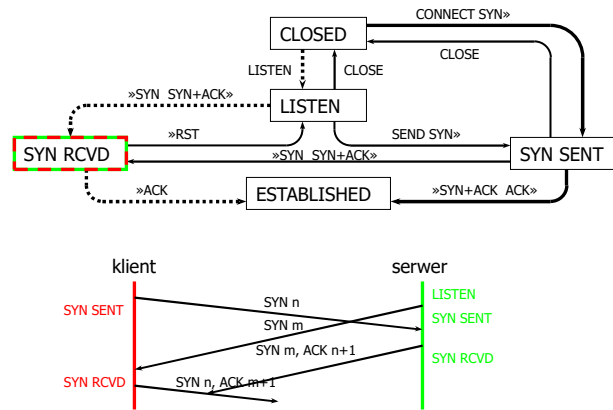 CONNECT SYN»
CLOSED
CLOSE
LISTEN
CLOSE
»SYN SYN+ACK»
LISTEN
»RST
SEND SYN»
SYN RCVD
»SYN SYN+ACK»
SYN SENT
»ACK
ESTABLISHED
»SYN+ACK ACK»
klient
serwer
LISTEN
SYN n
SYN SENT
SYN SENT
SYN m
SYN m, ACK n+1
SYN RCVD
SYN RCVD
SYN n, ACK m+1